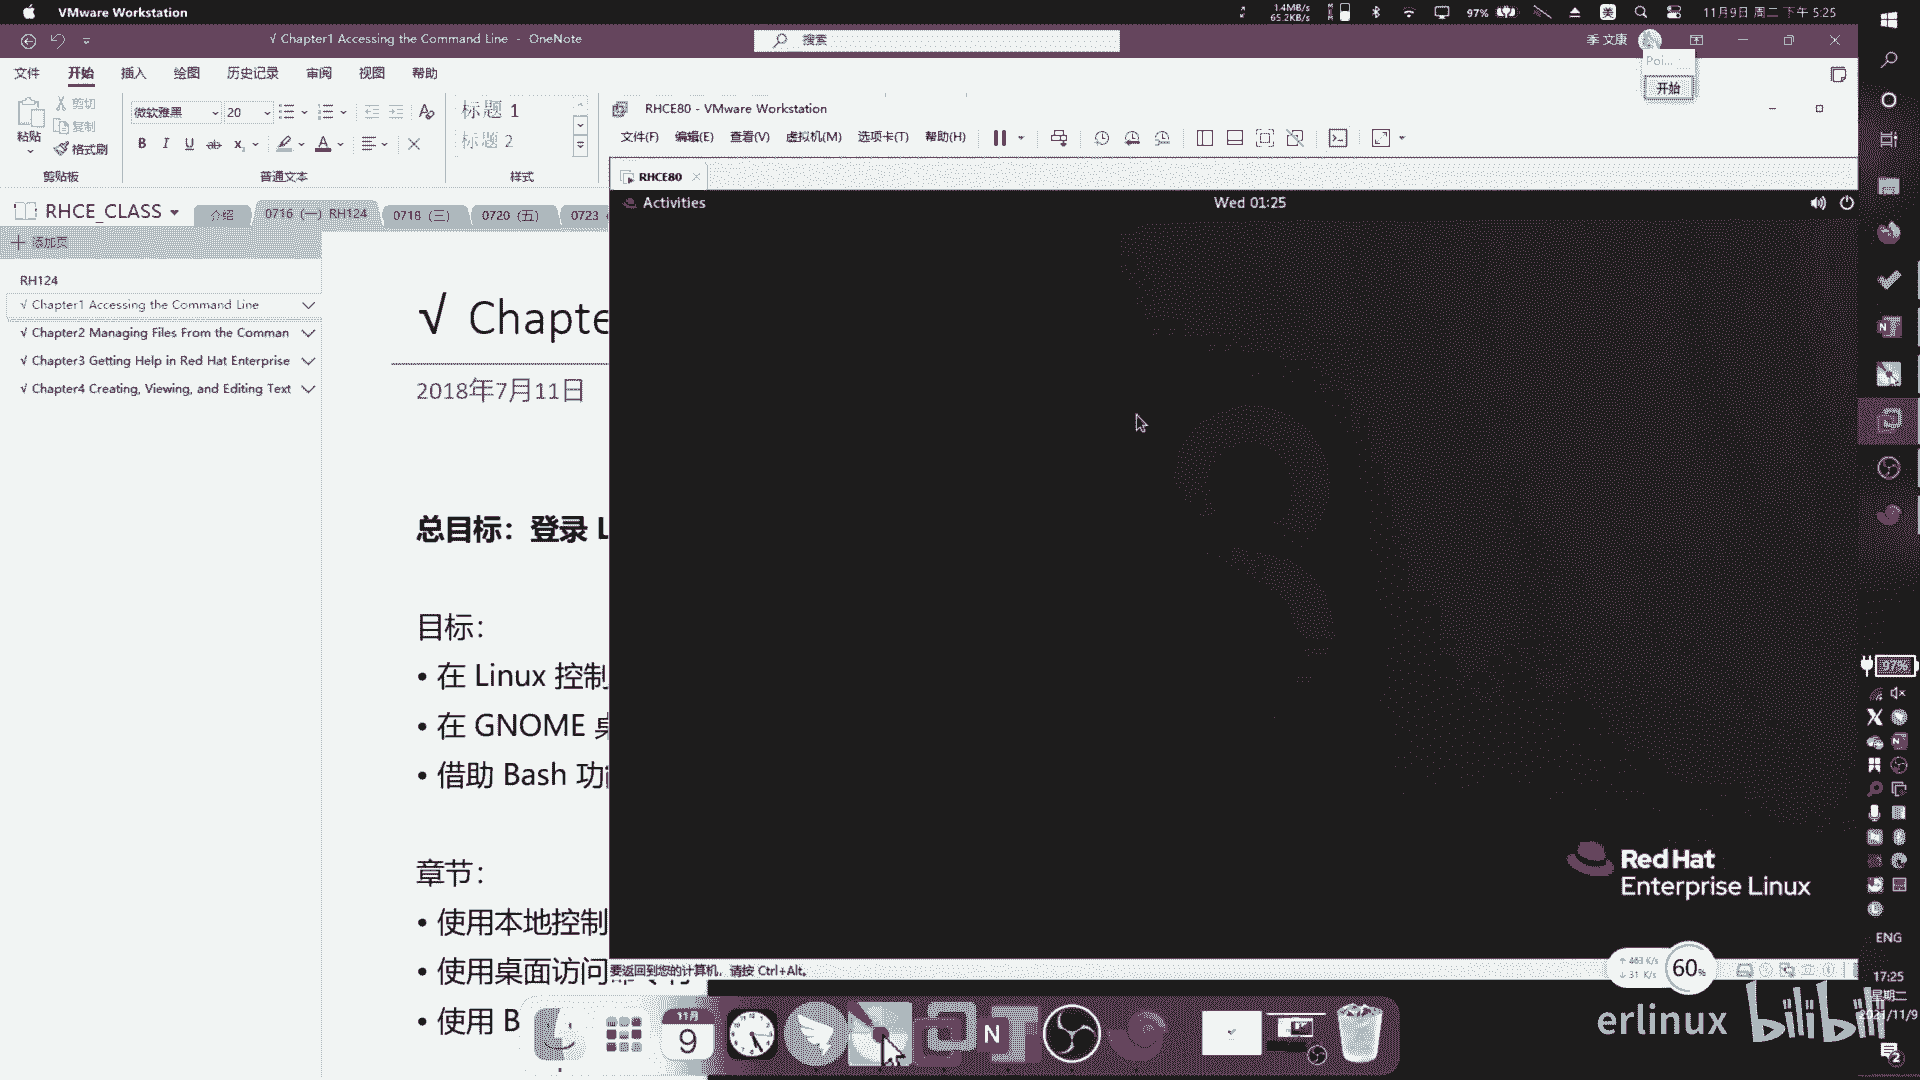 VMware Workstation
1.4MB/s
65.2KB/s
97%
美
11月9日 周二 下午 5:25
√ Chapter1 Accessing the Command Line - OneNote
搜索
季 文康
文件 开始 插入 绘图 历史记录 审阅 视图 帮助
Poi...
开始
粘贴
剪切
复制
格式刷
剪贴板
微软雅黑 20
B I U ab x
普通文本
标题 1
标题 2
样式
RHCE80 - VMware Workstation
文件(F) 编辑(E) 查看(V) 虚拟机(M) 选项卡(T) 帮助(H)
RHCE80
Activities
Wed 01:25
RHCE_CLASS
介绍 0716 (一) RH124 0718 (三) 0720 (五) 0723
添加页
RH124
√ Chapter1 Accessing the Command Line
√ Chapter2 Managing Files From the Comman
√ Chapter3 Getting Help in Red Hat Enterprise
√ Chapter4 Creating, Viewing, and Editing Text
√ Chapte
2018年7月11日
总目标：登录 L
目标：
• 在 Linux 控制
• 在 GNOME 桌
• 借助 Bash 功能
章节：
• 使用本地控制
• 使用桌面访问
• 使用 B
Red Hat
Enterprise Linux
要返回到您的计算机，请按 Ctrl+Alt。
↑ 463 K/s
↓ 31 K/s
60%
97%
ENG
17:25
星期二
2021/11/9
2
11月
9
N
erlinux
bilibili